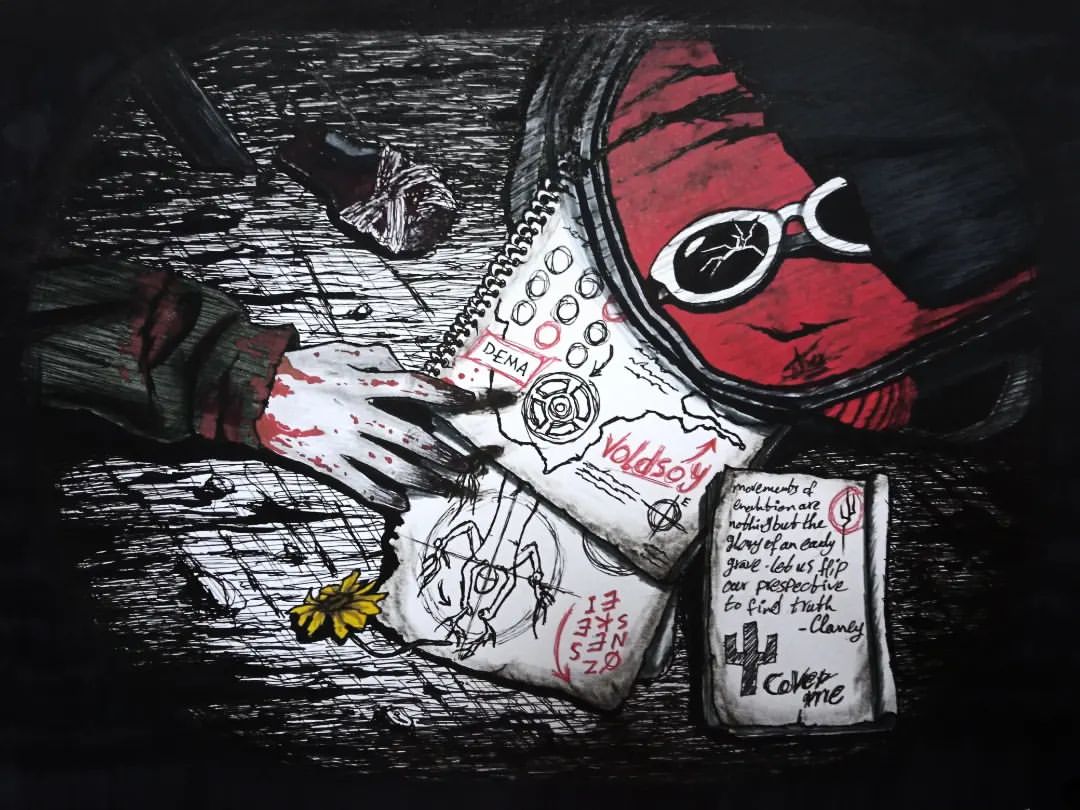 DEMA
Voldsoy
E
movements of
are
nothing but the
glory of an early
grave - let us flip
our prespective
to find truth
- Clancy
cover
me